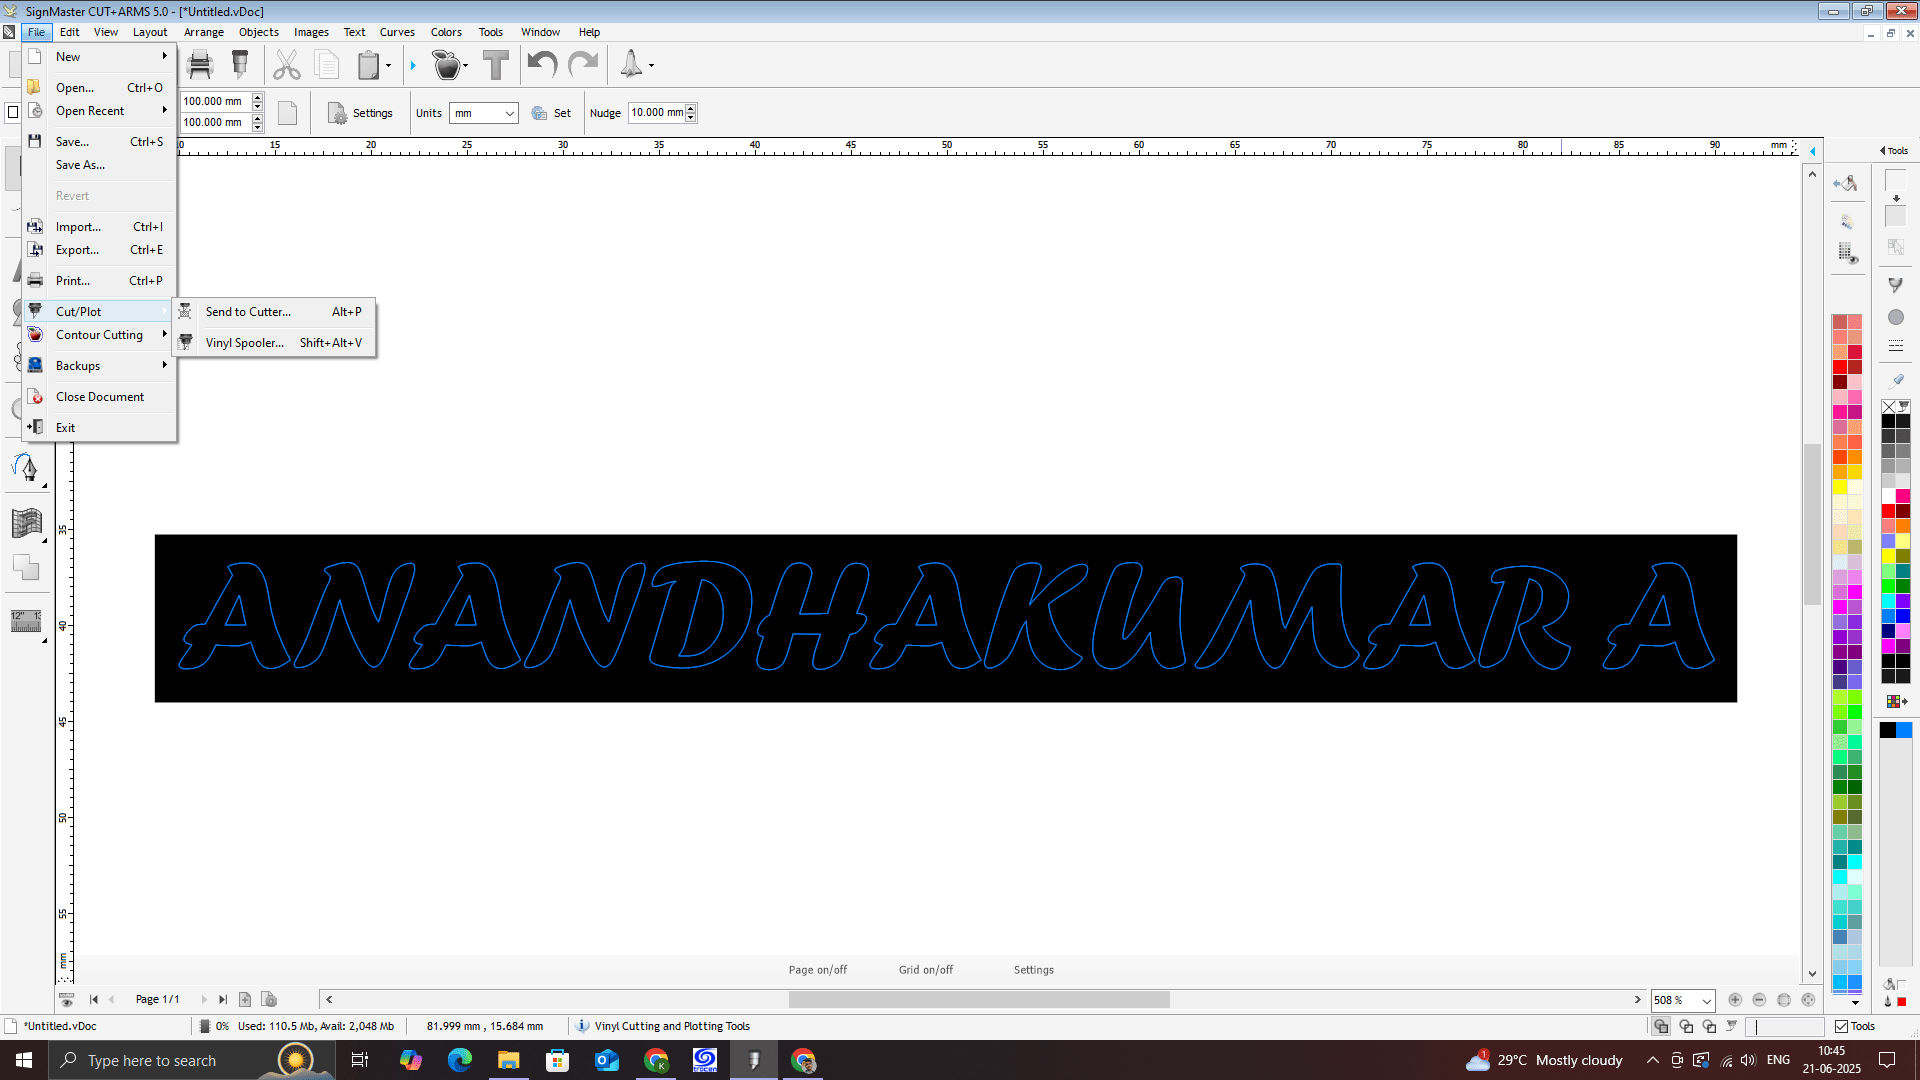 SignMaster CUT+ARMS 5.0 - [*Untitled.vDoc]
File Edit View Layout Arrange Objects Images Text Curves Colors Tools Window Help
New
Open... Ctrl+O
Open Recent
Save... Ctrl+S
Save As...
Revert
Import... Ctrl+I
Export... Ctrl+E
Print... Ctrl+P
Cut/Plot
Contour Cutting
Backups
Close Document
Exit
Send to Cutter... Alt+P
Vinyl Spooler... Shift+Alt+V
100.000 mm
100.000 mm
Settings
Units mm
Set
Nudge 10.000 mm
10 15 20 25 30 35 40 45 50 55 60 65 70 75 80 85 90 mm
Tools
35
40
45
50
55
mm
12"
ANANDHAKUMAR A
Page on/off Grid on/off Settings
Page 1/1
508 %
*Untitled.vDoc 0% Used: 110.5 Mb, Avail: 2,048 Mb 81.999 mm , 15.684 mm Vinyl Cutting and Plotting Tools
Tools
Type here to search
29°C Mostly cloudy
ENG
10:45
21-06-2025